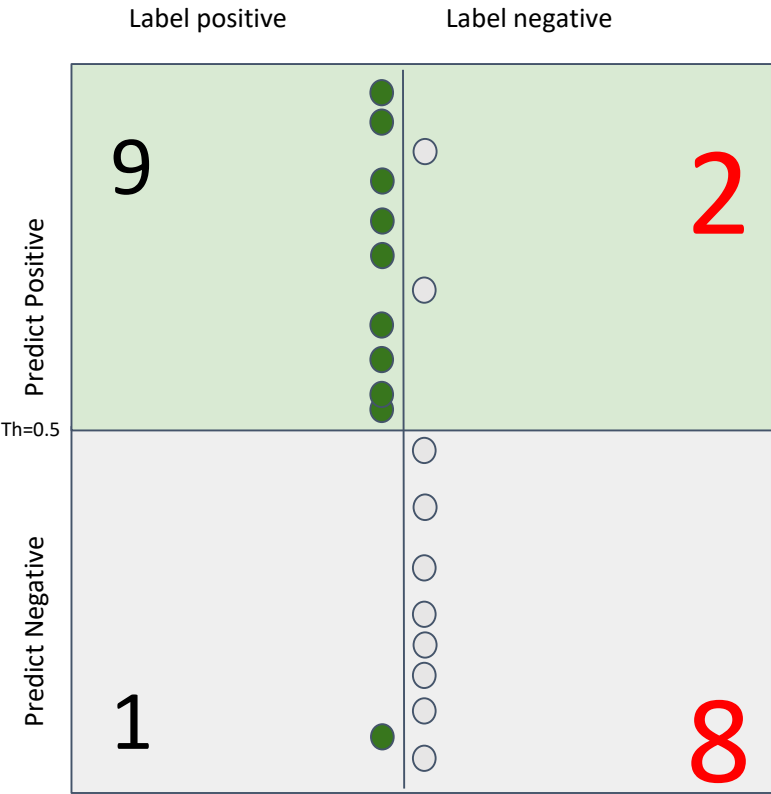 Label positive
Label negative
9
2
Predict Positive
Th=0.5
Predict Negative
1
8